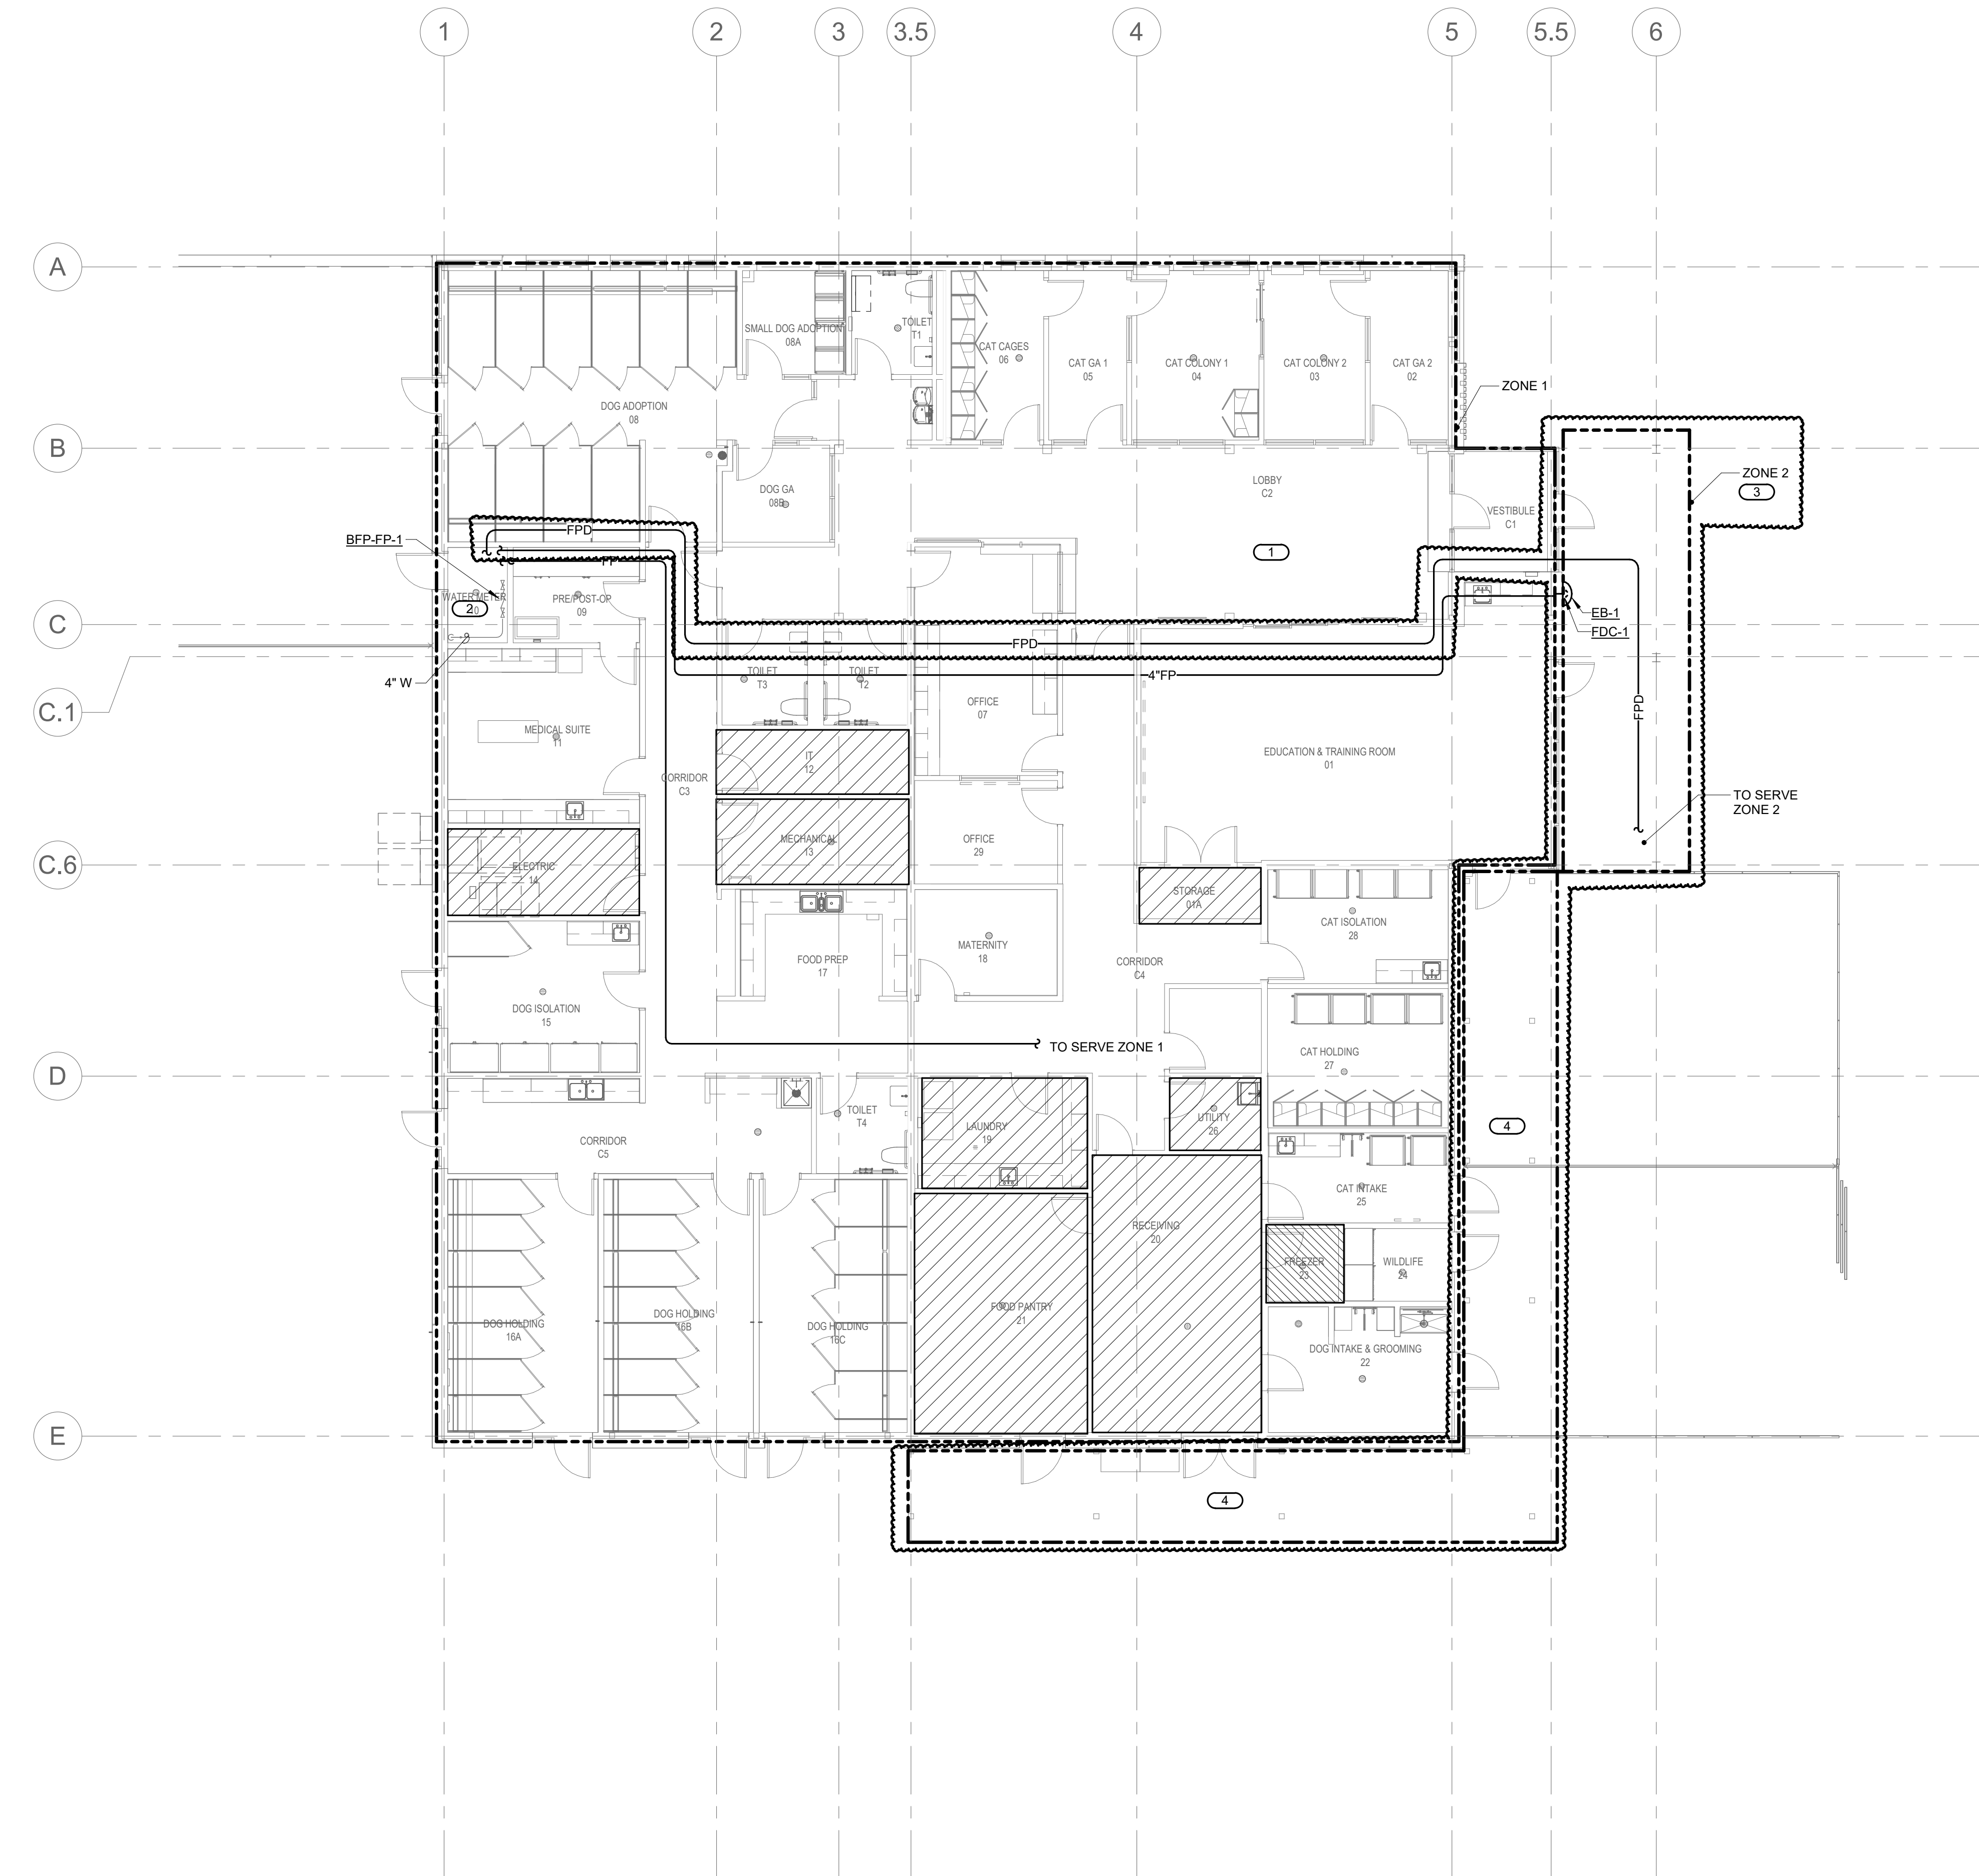 1
2
3
3.5
4
5
5.5
6
A
B
C
C.1
C.6
D
E
SMALL DOG ADOPTION
08A
TOILET
T1
CAT CAGES
06
CAT GA 1
05
CAT COLONY 1
04
CAT COLONY 2
03
CAT GA 2
02
ZONE 1
DOG ADOPTION
08
DOG GA
08B
LOBBY
C2
VESTIBULE
C1
ZONE 2
3
1
BFP-FP-1
FPD
FP
WATER METER
10
2
PRE/POST-OP
09
EB-1
FDC-1
4" W
FPD
4"FP
FPD
TOILET
T3
TOILET
T2
OFFICE
07
MEDICAL SUITE
11
CORRIDOR
C3
IT
12
EDUCATION & TRAINING ROOM
01
TO SERVE
ZONE 2
MECHANICAL
13
OFFICE
29
ELECTRIC
14
STORAGE
01A
CAT ISOLATION
28
FOOD PREP
17
MATERNITY
18
CORRIDOR
C4
DOG ISOLATION
15
TO SERVE ZONE 1
CAT HOLDING
27
TOILET
T4
LAUNDRY
19
UTILITY
26
4
CORRIDOR
C5
CAT INTAKE
25
RECEIVING
20
FREEZER
23
WILDLIFE
24
DOG HOLDING
16A
DOG HOLDING
16B
DOG HOLDING
16C
FOOD PANTRY
21
DOG INTAKE & GROOMING
22
4